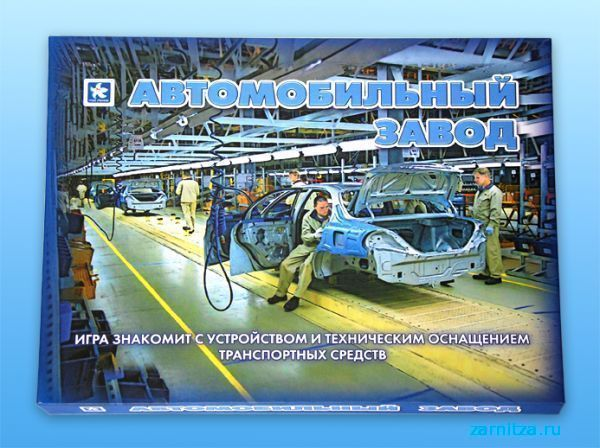 АВТОМОБИЛЬНЫЙ
ЗАВОД
ИГРА ЗНАКОМИТ С УСТРОЙСТВОМ И ТЕХНИЧЕСКИМ ОСНАЩЕНИЕМ
ТРАНСПОРТНЫХ СРЕДСТВ
АВТОМОБИЛЬНЫЙ ЗАВОД
zarnitza.ru